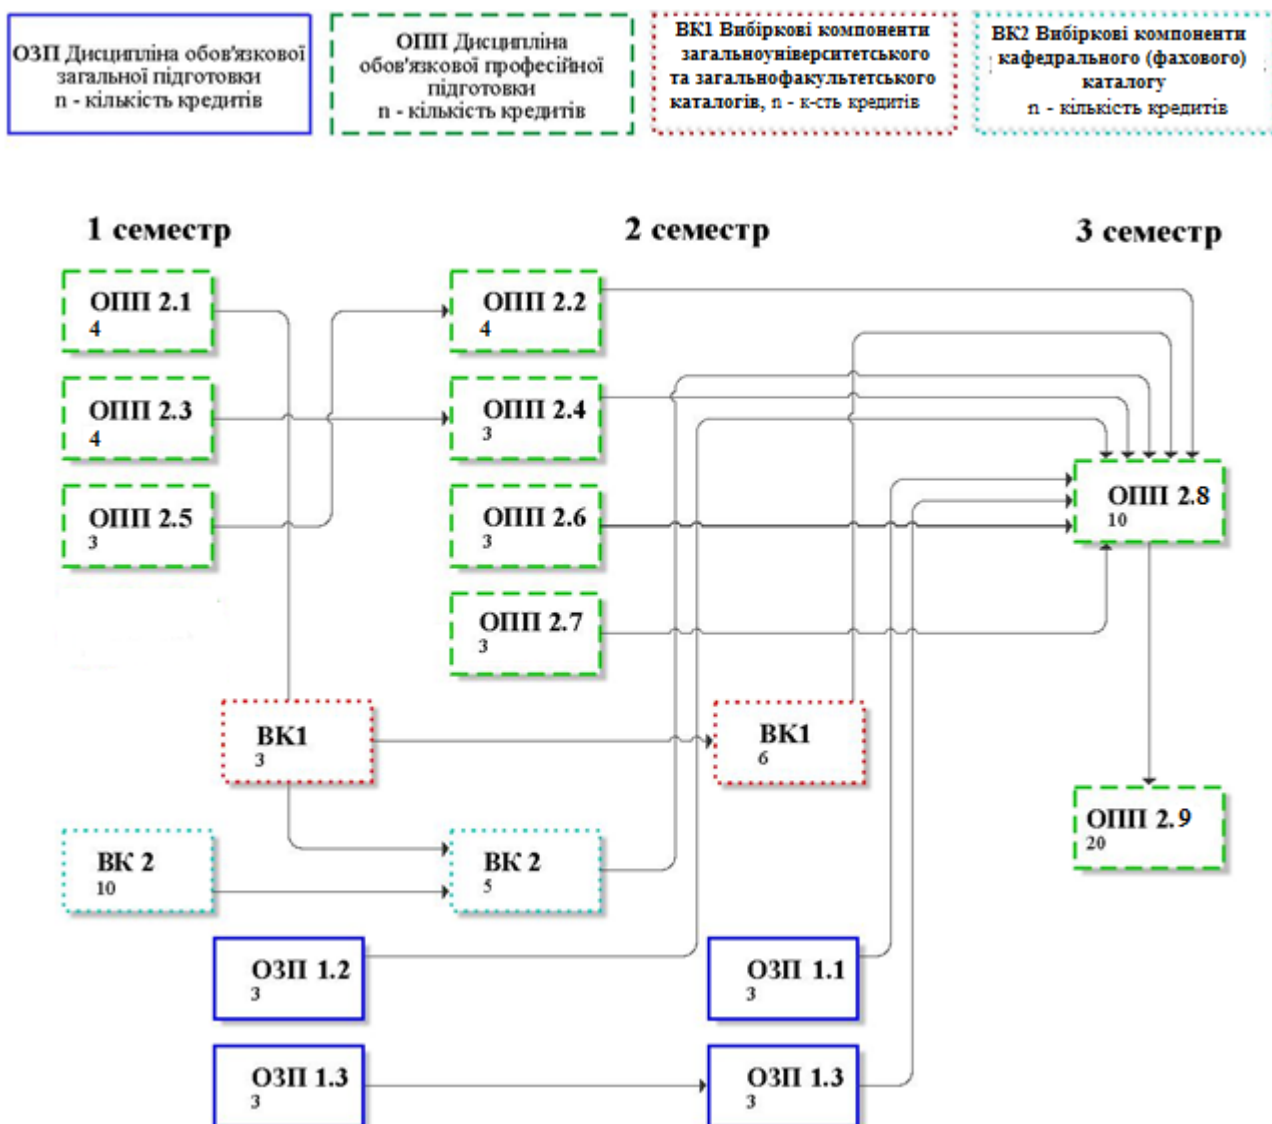 ОЗП Дисципліна обов'язкової
загальної підготовки
n - кількість кредитів
ОПП Дисципліна
обов'язкової професійної
підготовки
n - кількість кредитів
ВК1 Вибіркові компоненти
загальноуніверситетського
та загальнофакультетського
каталогів, n - к-сть кредитів
ВК2 Вибіркові компоненти
кафедрального (фахового)
каталогу
n - кількість кредитів
1 семестр
2 семестр
3 семестр
ОПП 2.1
4
ОПП 2.2
4
ОПП 2.3
4
ОПП 2.4
3
ОПП 2.5
3
ОПП 2.6
3
ОПП 2.8
10
ОПП 2.7
3
ВК1
3
ВК1
6
ОПП 2.9
20
ВК 2
10
ВК 2
5
ОЗП 1.2
3
ОЗП 1.1
3
ОЗП 1.3
3
ОЗП 1.3
3